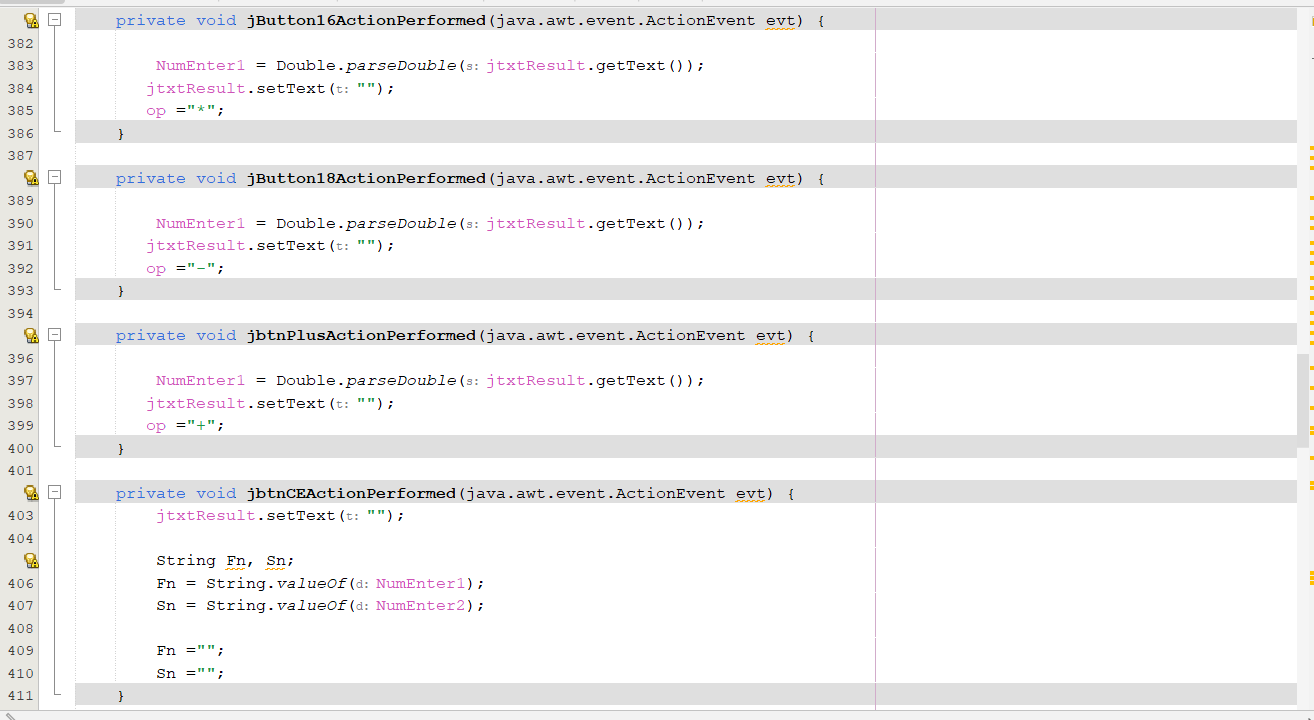 private void jButton16ActionPerformed(java.awt.event.ActionEvent evt) {
382
383 NumEnter1 = Double.parseDouble(s: jtxtResult.getText());
384 jtxtResult.setText(t: "");
385 op ="*";
386 }
387
private void jButton18ActionPerformed(java.awt.event.ActionEvent evt) {
389
390 NumEnter1 = Double.parseDouble(s: jtxtResult.getText());
391 jtxtResult.setText(t: "");
392 op ="-";
393 }
394
private void jbtnPlusActionPerformed(java.awt.event.ActionEvent evt) {
396
397 NumEnter1 = Double.parseDouble(s: jtxtResult.getText());
398 jtxtResult.setText(t: "");
399 op ="+";
400 }
401
private void jbtnCEActionPerformed(java.awt.event.ActionEvent evt) {
403 jtxtResult.setText(t: "");
404
String Fn, Sn;
406 Fn = String.valueOf(d: NumEnter1);
407 Sn = String.valueOf(d: NumEnter2);
408
409 Fn ="";
410 Sn ="";
411 }